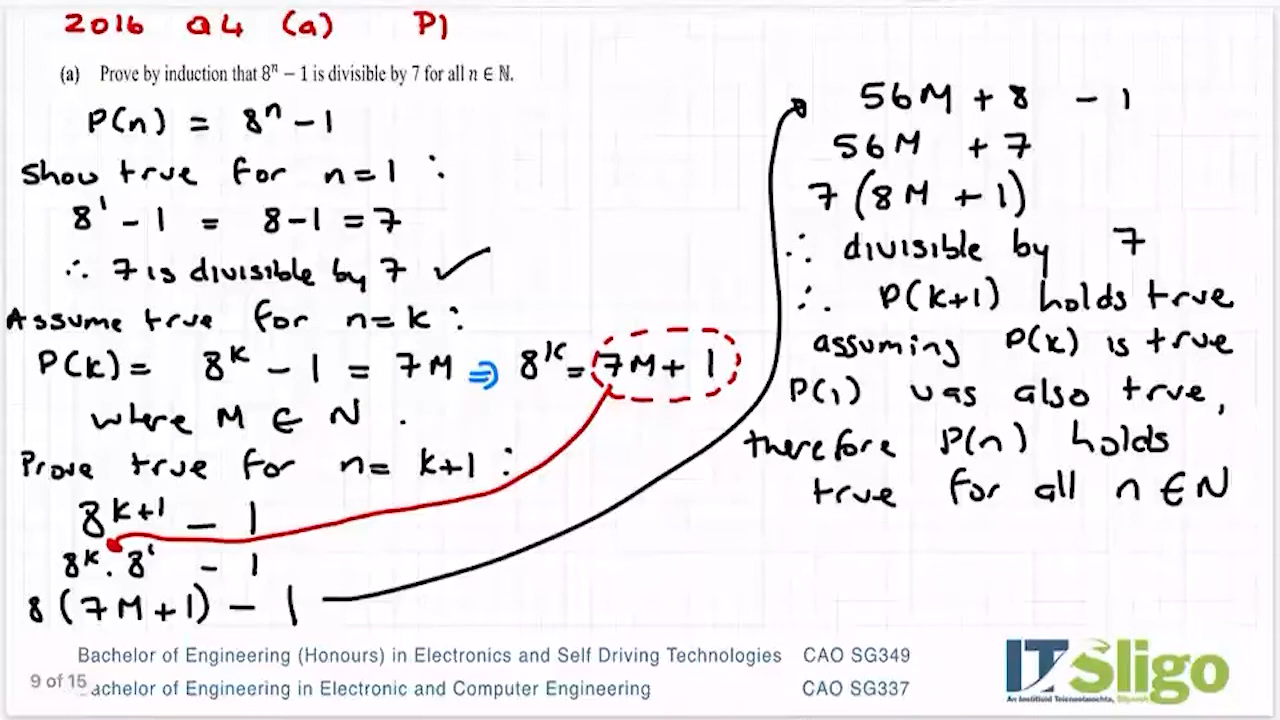 2016 Q4 (a) P1
(a) Prove by induction that 8ⁿ − 1 is divisible by 7 for all n ∈ ℕ.
P(n) = 8ⁿ − 1
Show true for n=1 :
8¹ − 1 = 8−1 = 7
∴ 7 is divisible by 7 ✓
Assume true for n=k :
P(k) = 8ᵏ − 1 = 7M ⇒ 8ᵏ = 7M + 1
where M ∈ N .
Prove true for n= k+1 :
8ᵏ⁺¹ − 1
8ᵏ . 8¹ − 1
8(7M+1) − 1
56M + 8 − 1
56M + 7
7(8M + 1)
∴ divisible by 7
∴ P(k+1) holds true
assuming P(k) is true
P(1) was also true,
therefore P(n) holds
true for all n ∈ N
Bachelor of Engineering (Honours) in Electronics and Self Driving Technologies CAO SG349
9 of 15 achelor of Engineering in Electronic and Computer Engineering CAO SG337
IT Sligo